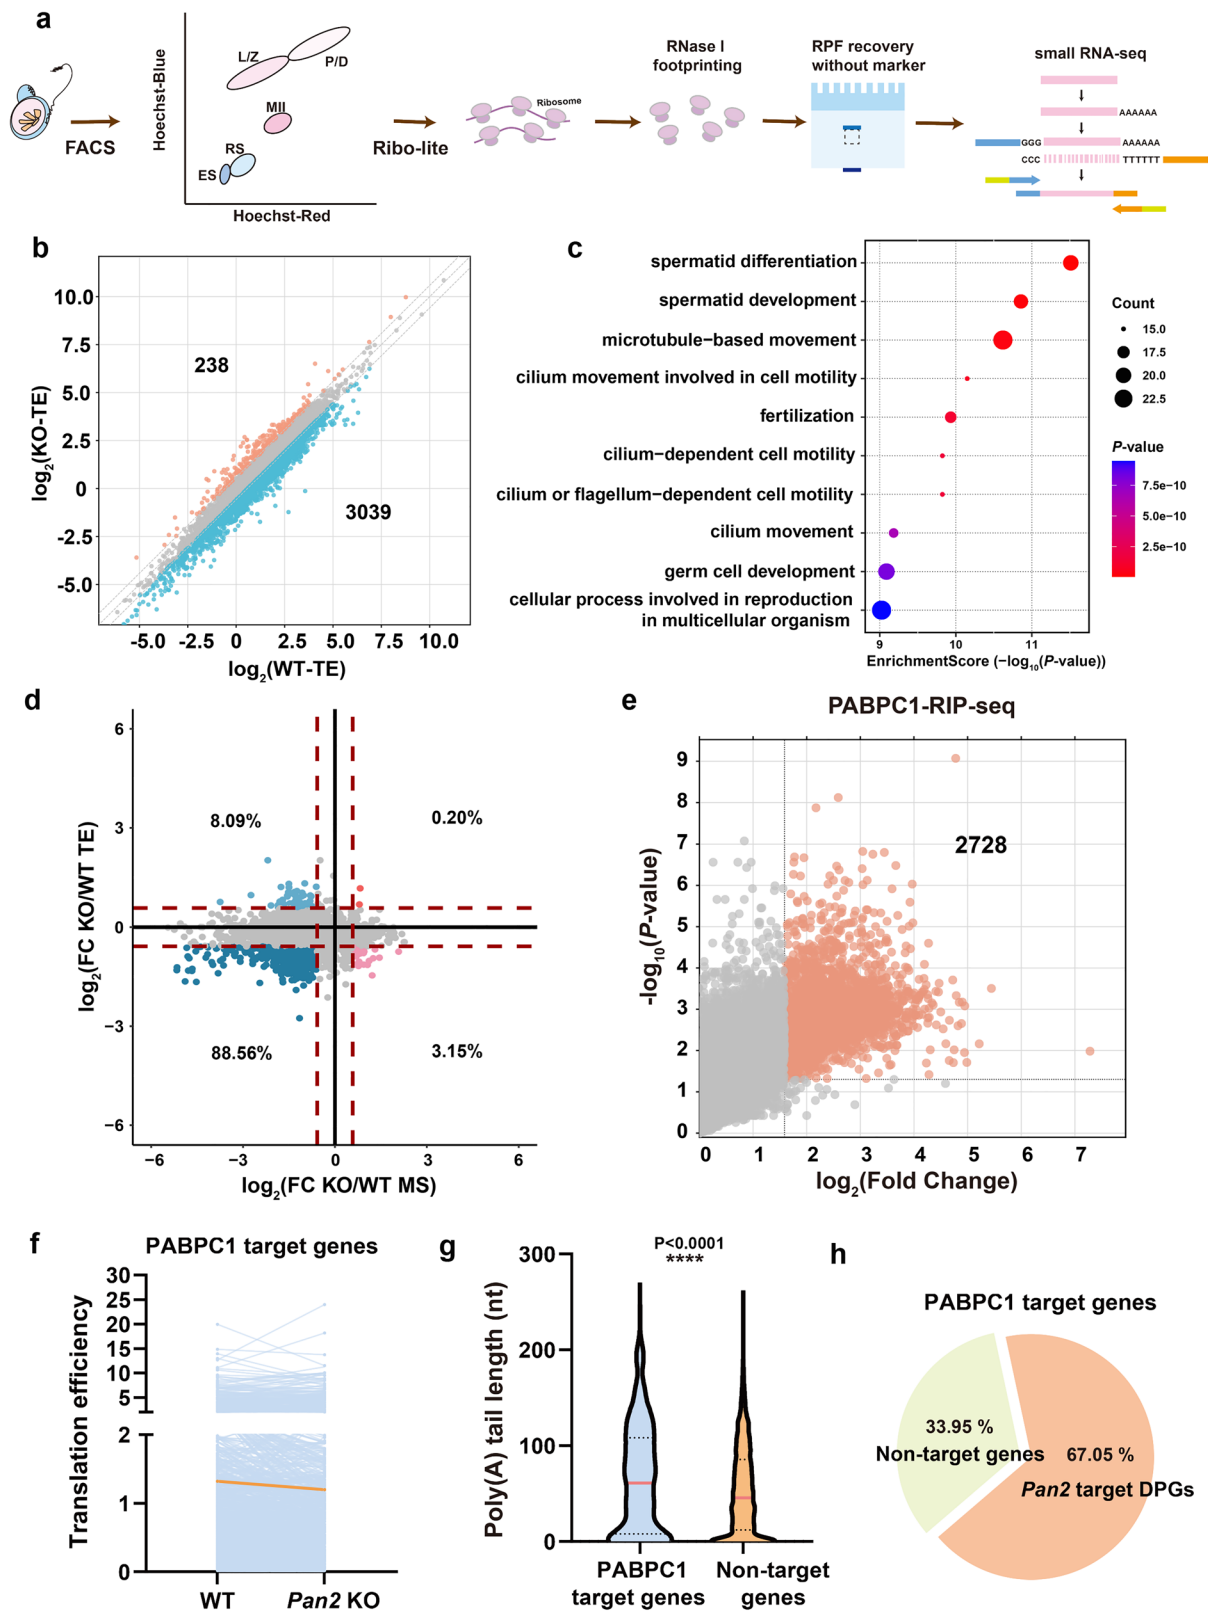 a
FACS
Hoechst-Blue
L/Z
P/D
MII
RS
ES
Hoechst-Red
Ribo-lite
Ribosome
RNase I
footprinting
RPF recovery
without marker
small RNA-seq
AAAAAA
GGG
AAAAAA
CCC
TTTTTT
b
log2(KO-TE)
10.0
7.5
5.0
2.5
0
-2.5
-5.0
238
3039
-5.0 -2.5 0 2.5 5.0 7.5 10.0
log2(WT-TE)
c
spermatid differentiation
spermatid development
microtubule−based movement
cilium movement involved in cell motility
fertilization
cilium−dependent cell motility
cilium or flagellum−dependent cell motility
cilium movement
germ cell development
cellular process involved in reproduction
in multicellular organism
9 10 11
EnrichmentScore (−log10(P-value))
Count
15.0
17.5
20.0
22.5
P-value
7.5e−10
5.0e−10
2.5e−10
d
log2(FC KO/WT TE)
6
3
0
−3
−6
8.09%
0.20%
88.56%
3.15%
−6 −3 0 3 6
log2(FC KO/WT MS)
e
PABPC1-RIP-seq
-log10(P-value)
9
8
7
6
5
4
3
2
1
0
2728
0 1 2 3 4 5 6 7
log2(Fold Change)
f
PABPC1 target genes
Translation efficiency
30
25
20
15
10
5
2
1
0
WT Pan2 KO
g
P<0.0001
****
Poly(A) tail length (nt)
300
200
100
0
PABPC1
target genes
Non-target
genes
h
PABPC1 target genes
33.95 %
Non-target genes
67.05 %
Pan2 target DPGs